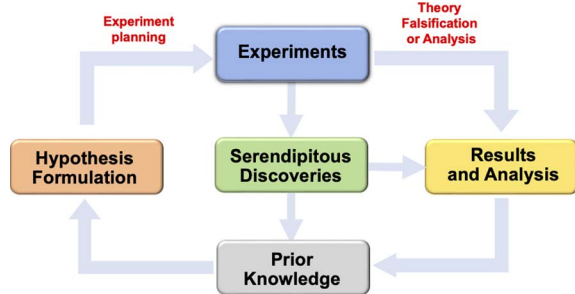 Experiment
planning
Theory
Falsification
or Analysis
Experiments
Hypothesis
Formulation
Serendipitous
Discoveries
Results
and Analysis
Prior
Knowledge